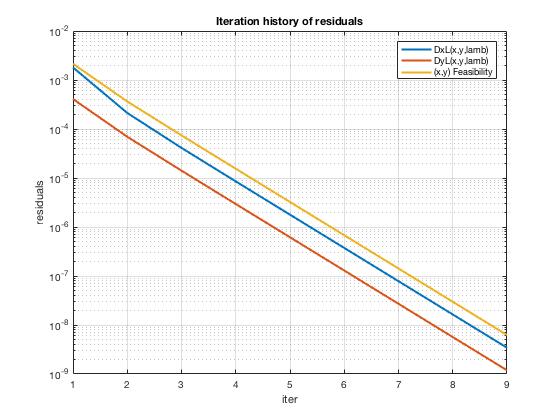 Iteration history of residuals
10^-2
10^-3
10^-4
10^-5
10^-6
10^-7
10^-8
10^-9
residuals
DxL(x,y,lamb)
DyL(x,y,lamb)
(x,y) Feasibility
1 2 3 4 5 6 7 8 9
iter